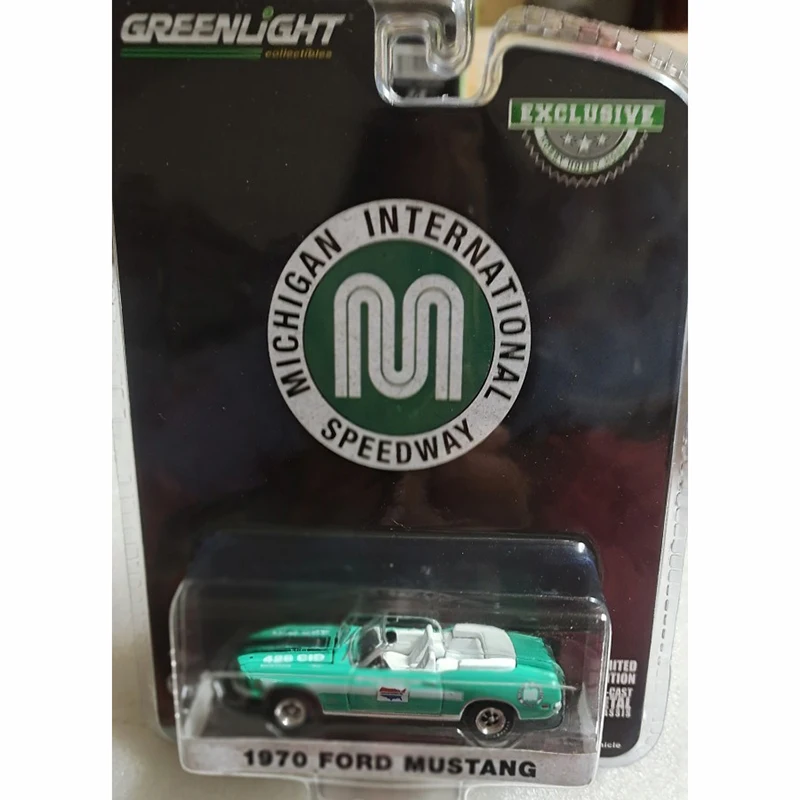 GREENLIGHT
collectibles
EXCLUSIVE
MICHIGAN INTERNATIONAL
SPEEDWAY
428 CID
1970 FORD MUSTANG